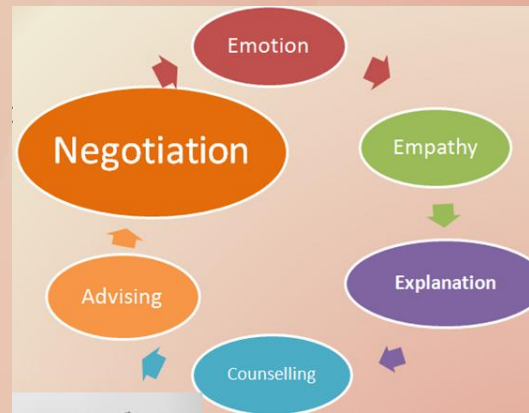 Emotion
Negotiation
Empathy
Advising
Explanation
Counselling